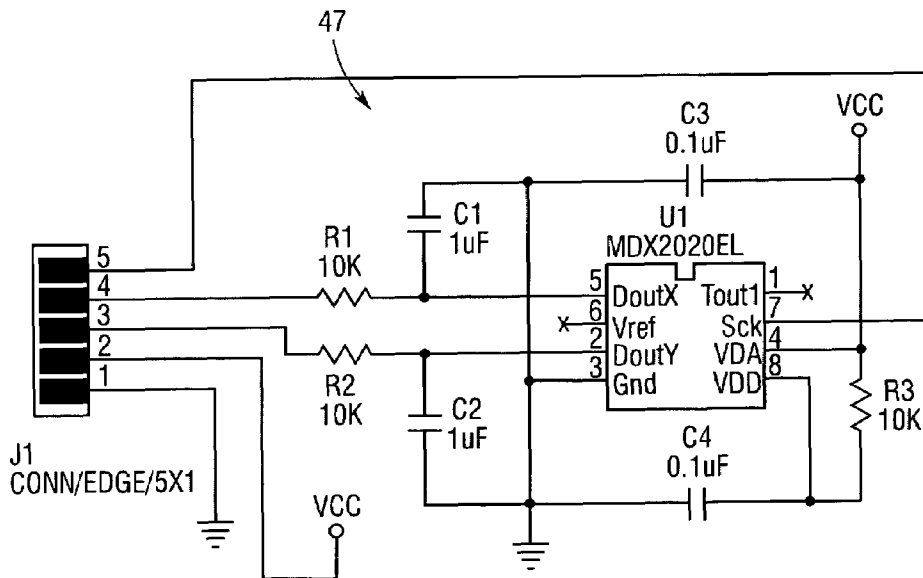 47
VCC
C3
0.1uF
U1
MDX2020EL
C1
1uF
R1
10K
5
4
3
2
1
5
DoutX
6
Vref
2
DoutY
3
Gnd
Tout1
1
x
Sck
7
VDA
4
VDD
8
x
R2
10K
C2
1uF
R3
10K
C4
0.1uF
J1
CONN/EDGE/5X1
VCC